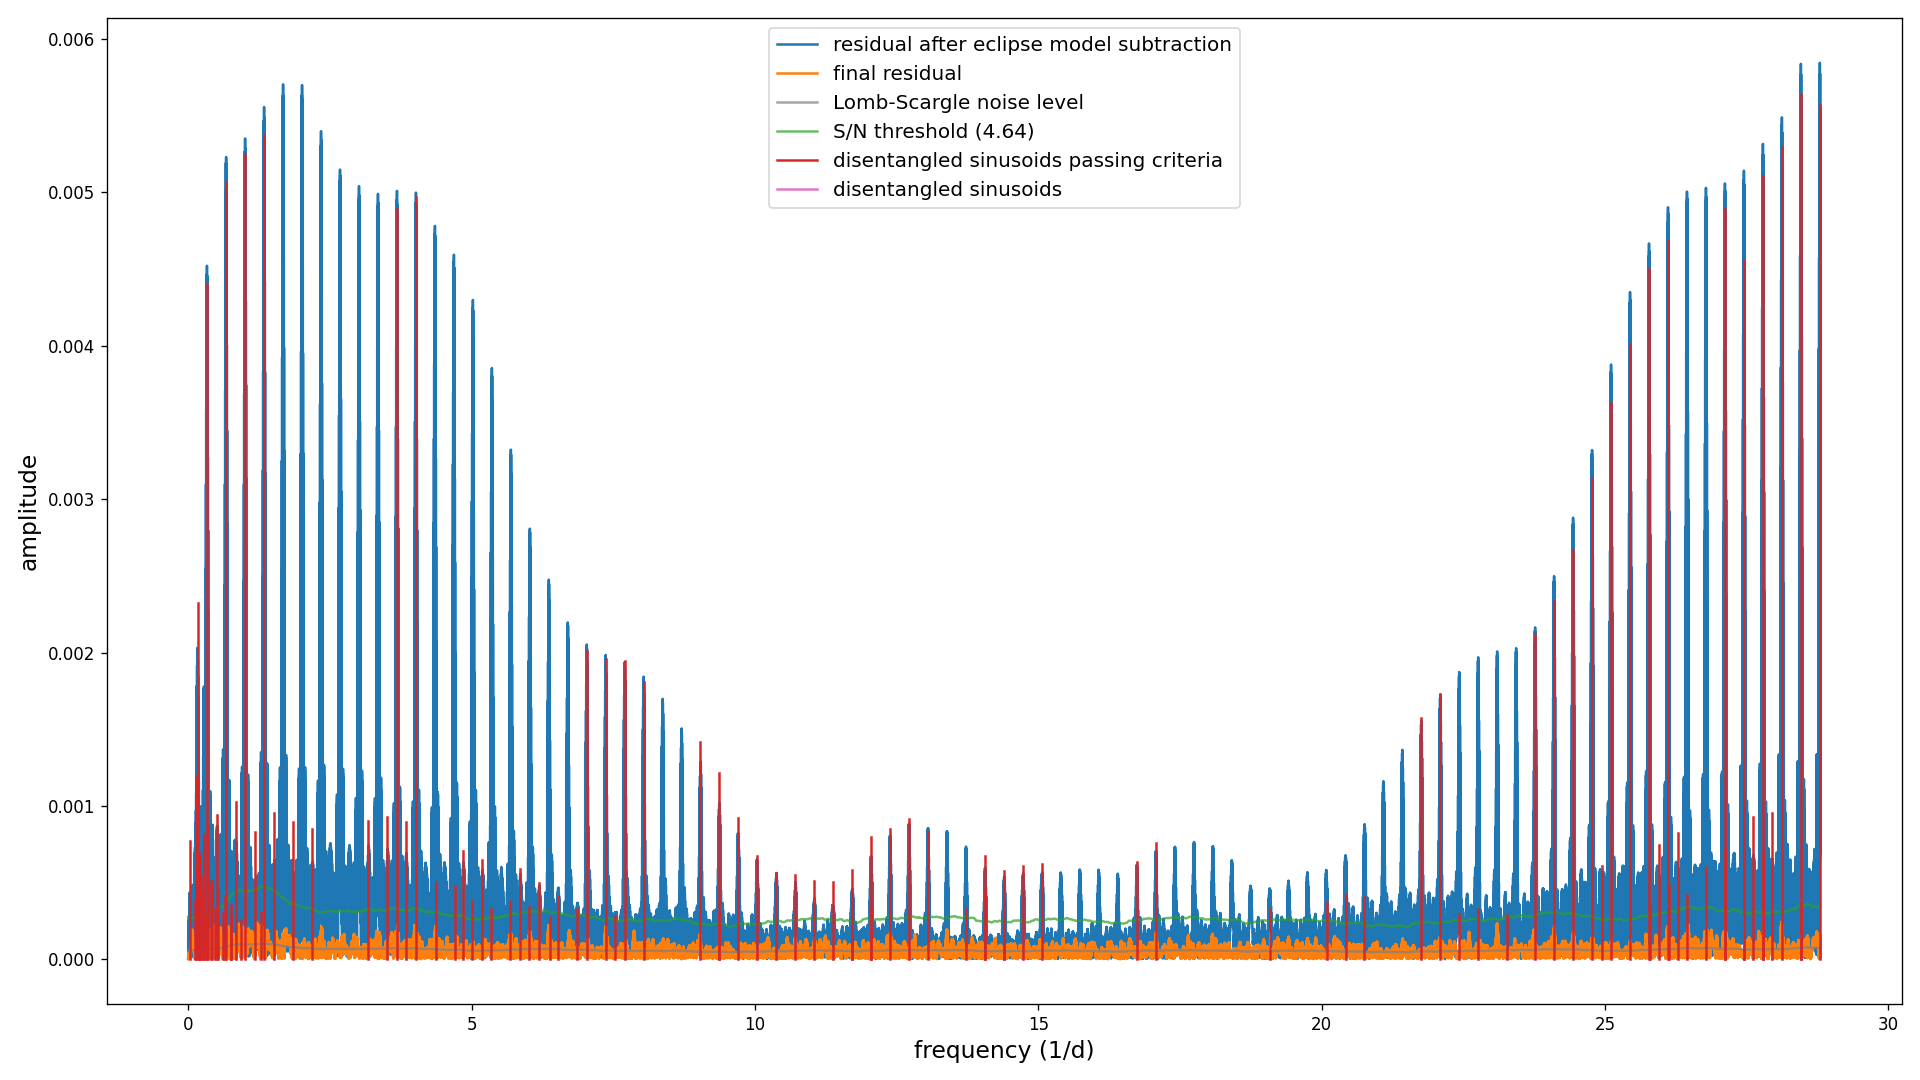 residual after eclipse model subtraction
final residual
Lomb-Scargle noise level
S/N threshold (4.64)
disentangled sinusoids passing criteria
disentangled sinusoids
amplitude
0.006
0.005
0.004
0.003
0.002
0.001
0.000
0 5 10 15 20 25 30
frequency (1/d)